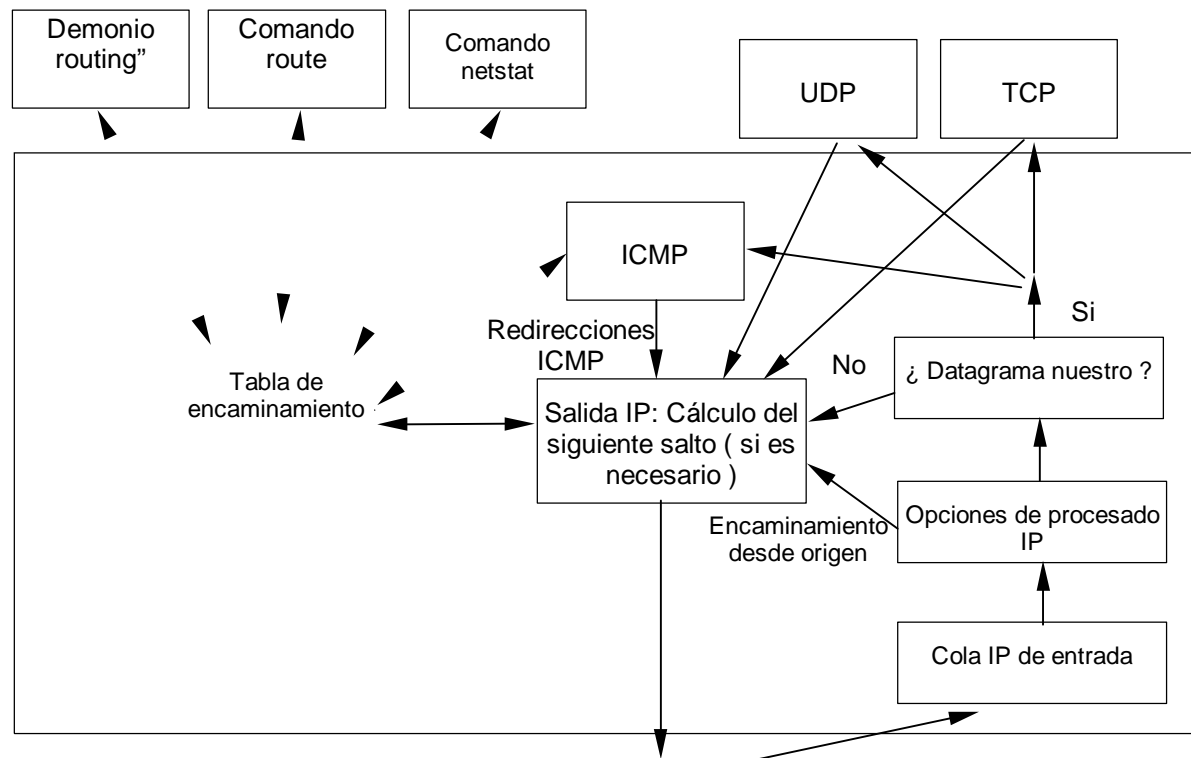 Demonio
routing”
Comando
route
Comando
netstat
UDP
TCP
ICMP
Redirecciones
ICMP
Si
No
¿ Datagrama nuestro ?
Tabla de
encaminamiento
Salida IP: Cálculo del
siguiente salto ( si es
necesario )
Encaminamiento
desde origen
Opciones de procesado
IP
Cola IP de entrada